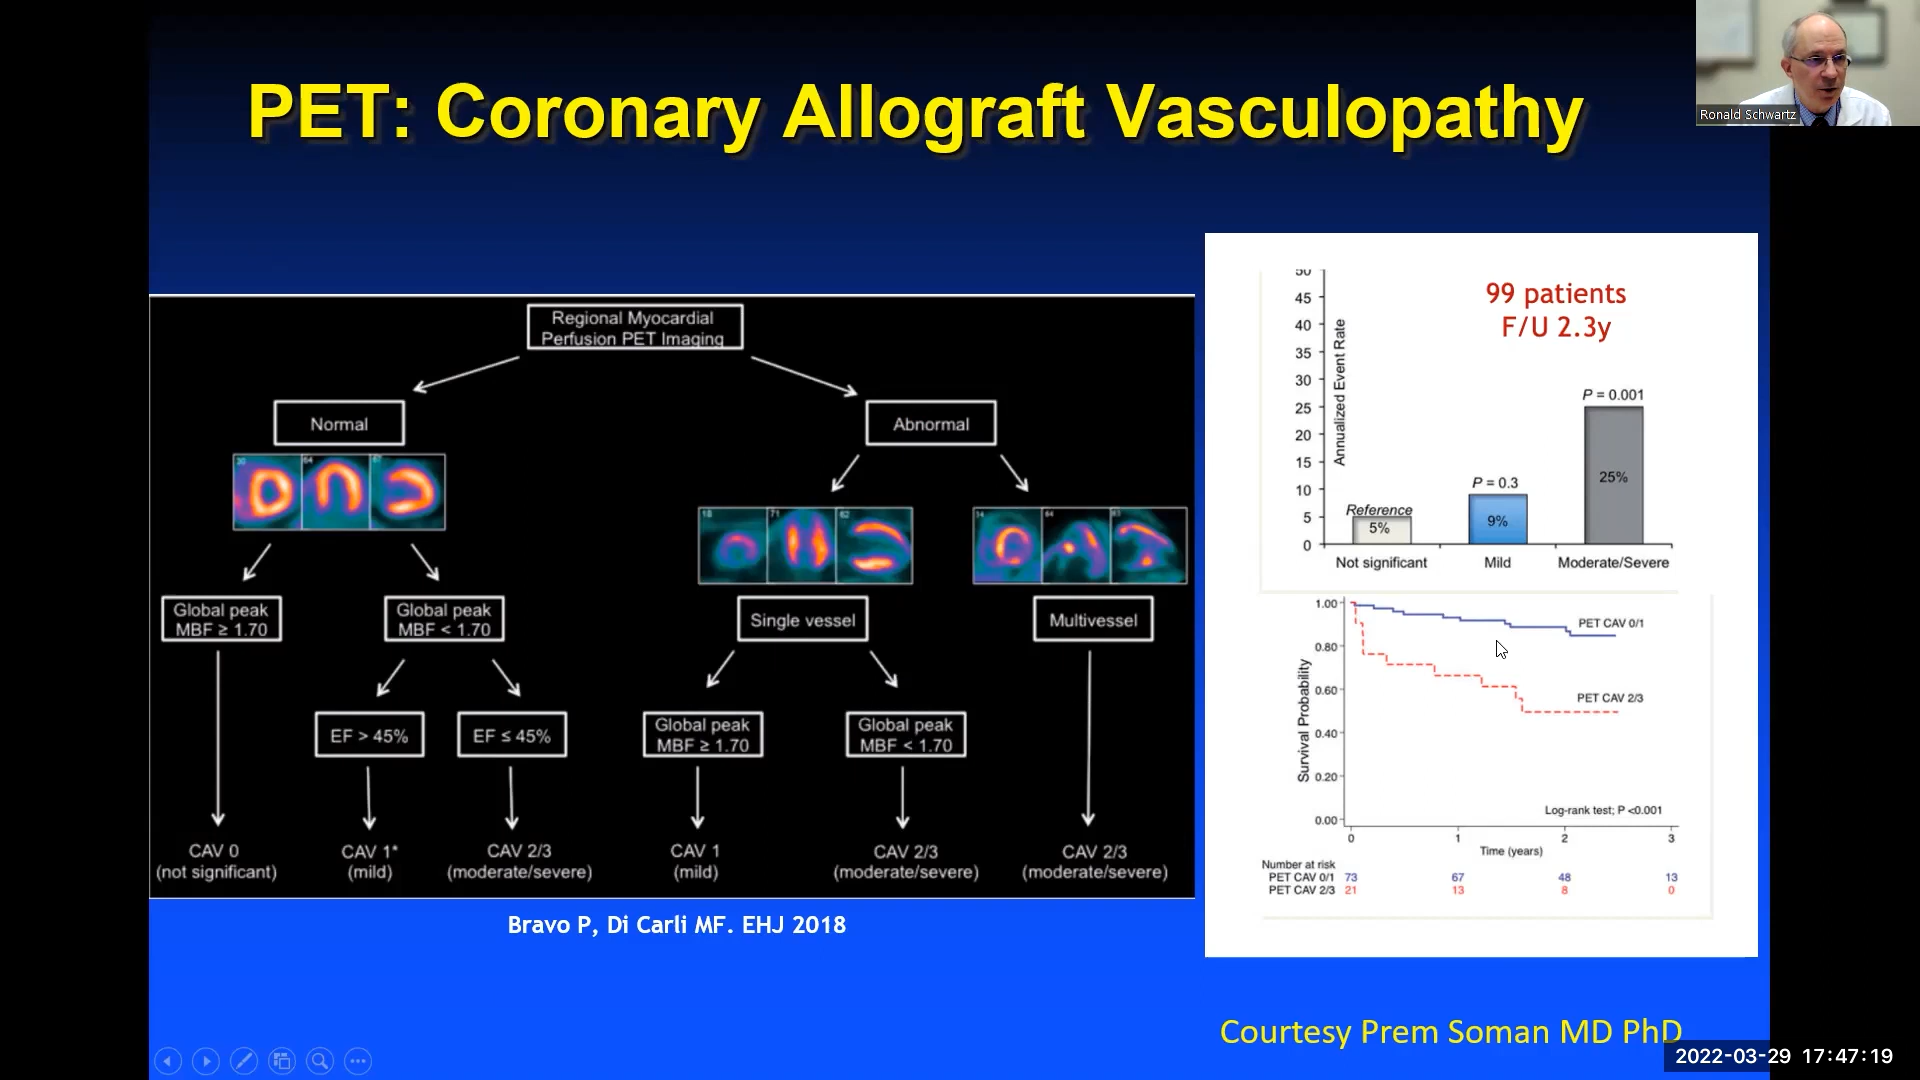 PET: Coronary Allograft Vasculopathy
Ronald Schwartz
Regional Myocardial
Perfusion PET Imaging
Normal
Abnormal
Global peak
MBF ≥ 1.70
Global peak
MBF < 1.70
Single vessel
Multivessel
EF > 45%
EF ≤ 45%
Global peak
MBF ≥ 1.70
Global peak
MBF < 1.70
CAV 0
(not significant)
CAV 1*
(mild)
CAV 2/3
(moderate/severe)
CAV 1
(mild)
CAV 2/3
(moderate/severe)
CAV 2/3
(moderate/severe)
Bravo P, Di Carli MF. EHJ 2018
99 patients
F/U 2.3y
Annualized Event Rate
50
45
40
35
30
25
20
15
10
5
0
Reference
5%
P = 0.3
9%
P = 0.001
25%
Not significant
Mild
Moderate/Severe
Survival Probability
1.00
0.80
0.60
0.40
0.20
0.00
PET CAV 0/1
PET CAV 2/3
Log-rank test; P <0.001
0 1 2 3
Time (years)
Number at risk
PET CAV 0/1 73 67 48 13
PET CAV 2/3 21 13 8 0
Courtesy Prem Soman MD PhD
2022-03-29 17:47:19